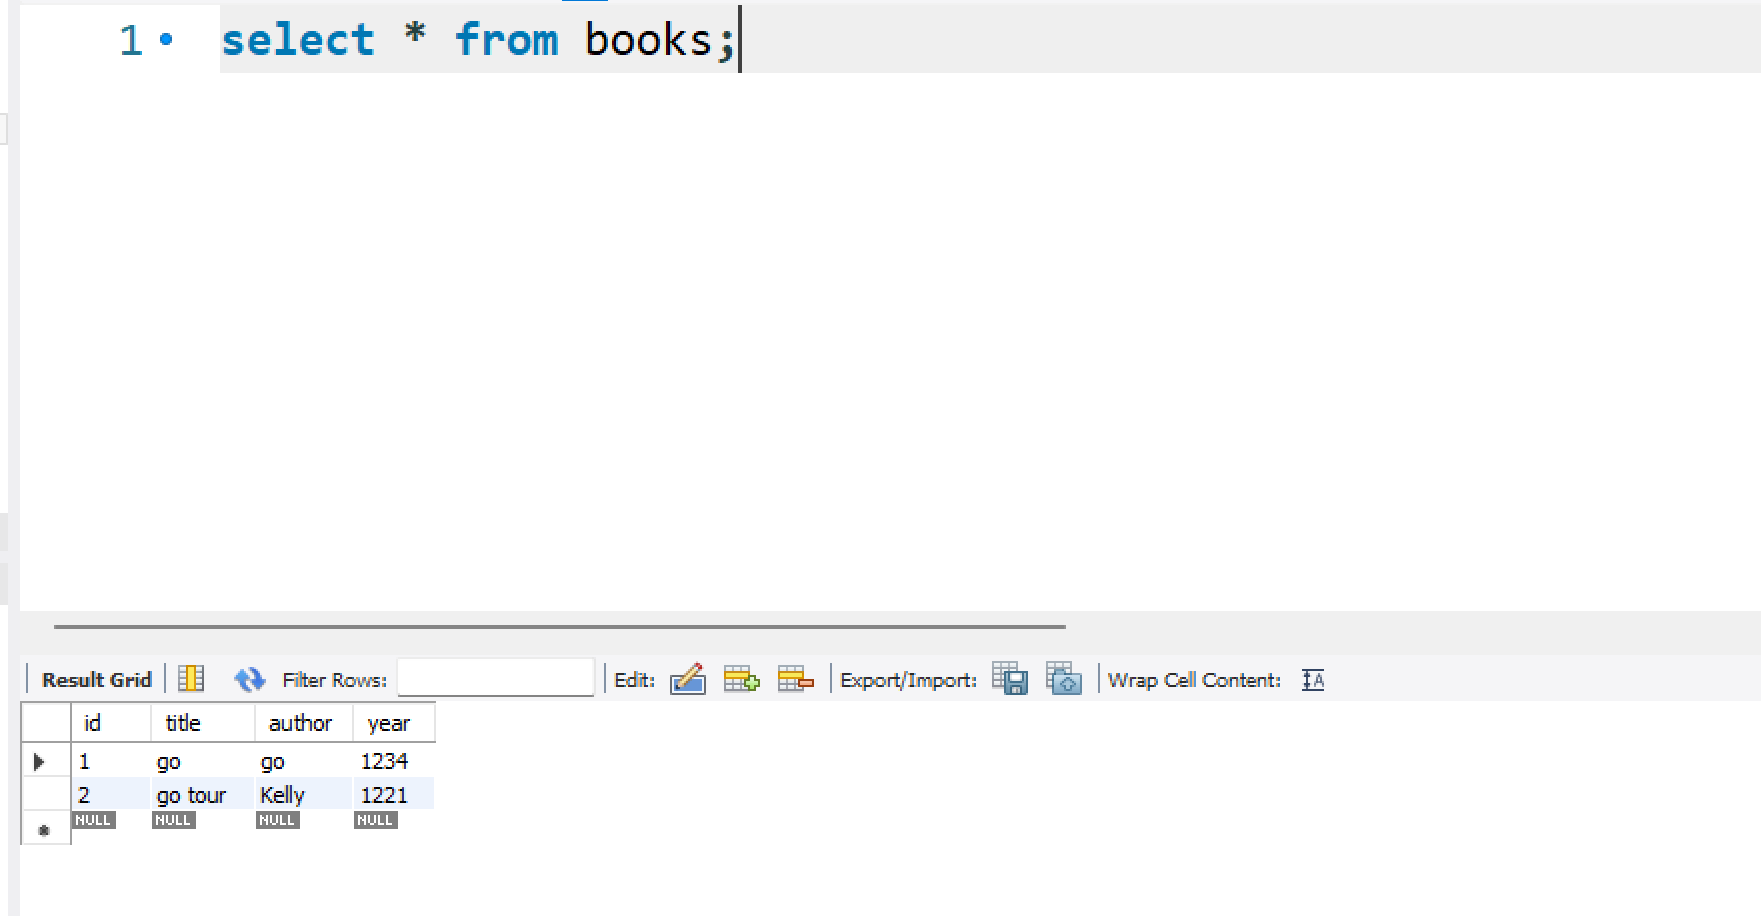 1 select * from books;
Result Grid Filter Rows: Edit: Export/Import: Wrap Cell Content:
id title author year
1 go go 1234
2 go tour Kelly 1221
NULL NULL NULL NULL